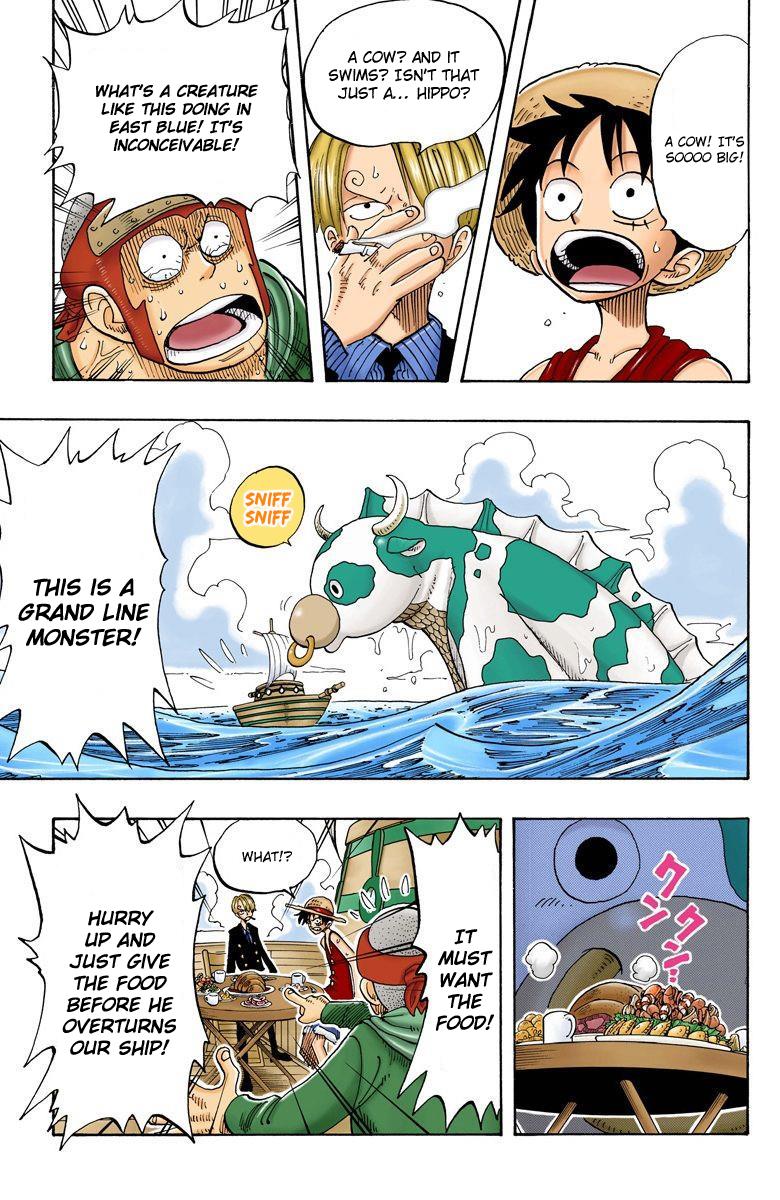 A COW! IT'S
SOOOO BIG!
A COW? AND IT
SWIMS? ISN'T THAT
JUST A... HIPPO?
WHAT'S A CREATURE
LIKE THIS DOING IN
EAST BLUE! IT'S
INCONCEIVABLE!
SNIFF
SNIFF
THIS IS A
GRAND LINE
MONSTER!
クンクン
IT
MUST
WANT
THE
FOOD!
WHAT!?
HURRY
UP AND
JUST GIVE
THE FOOD
BEFORE HE
OVERTURNS
OUR SHIP!